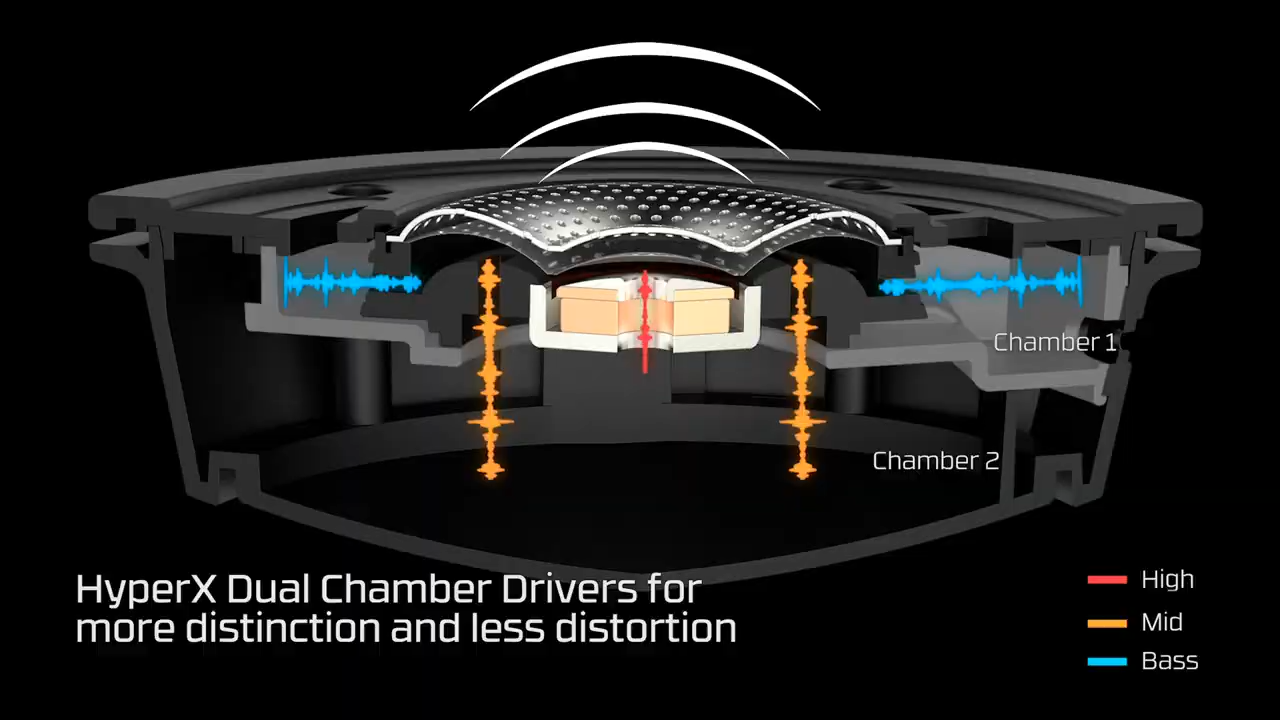 Chamber 1
Chamber 2
HyperX Dual Chamber Drivers for
more distinction and less distortion
High
Mid
Bass